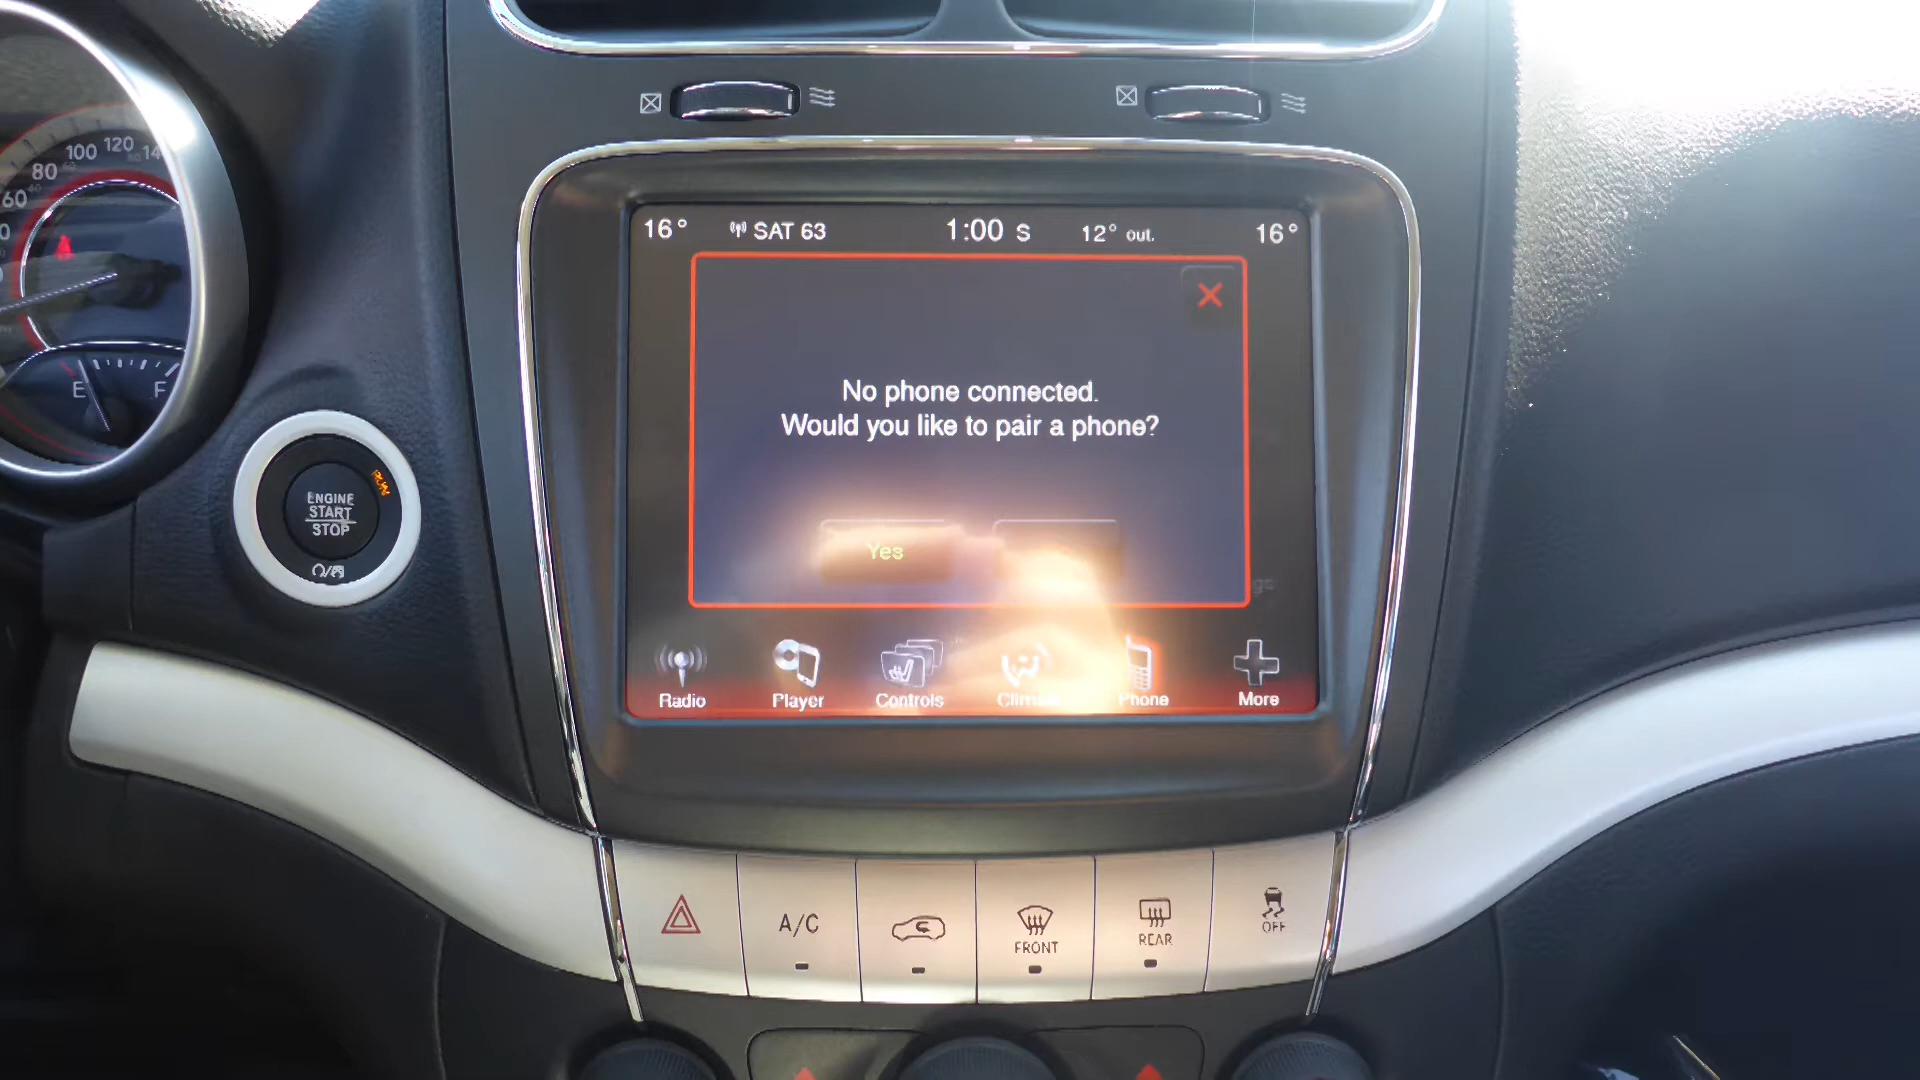 16° SAT 63 1:00 S 12° out. 16°
No phone connected.
Would you like to pair a phone?
Yes
Radio Player Controls Phone More
60 80 100 120
E F
RUN
ENGINE
START
STOP
A/C
FRONT
REAR
OFF